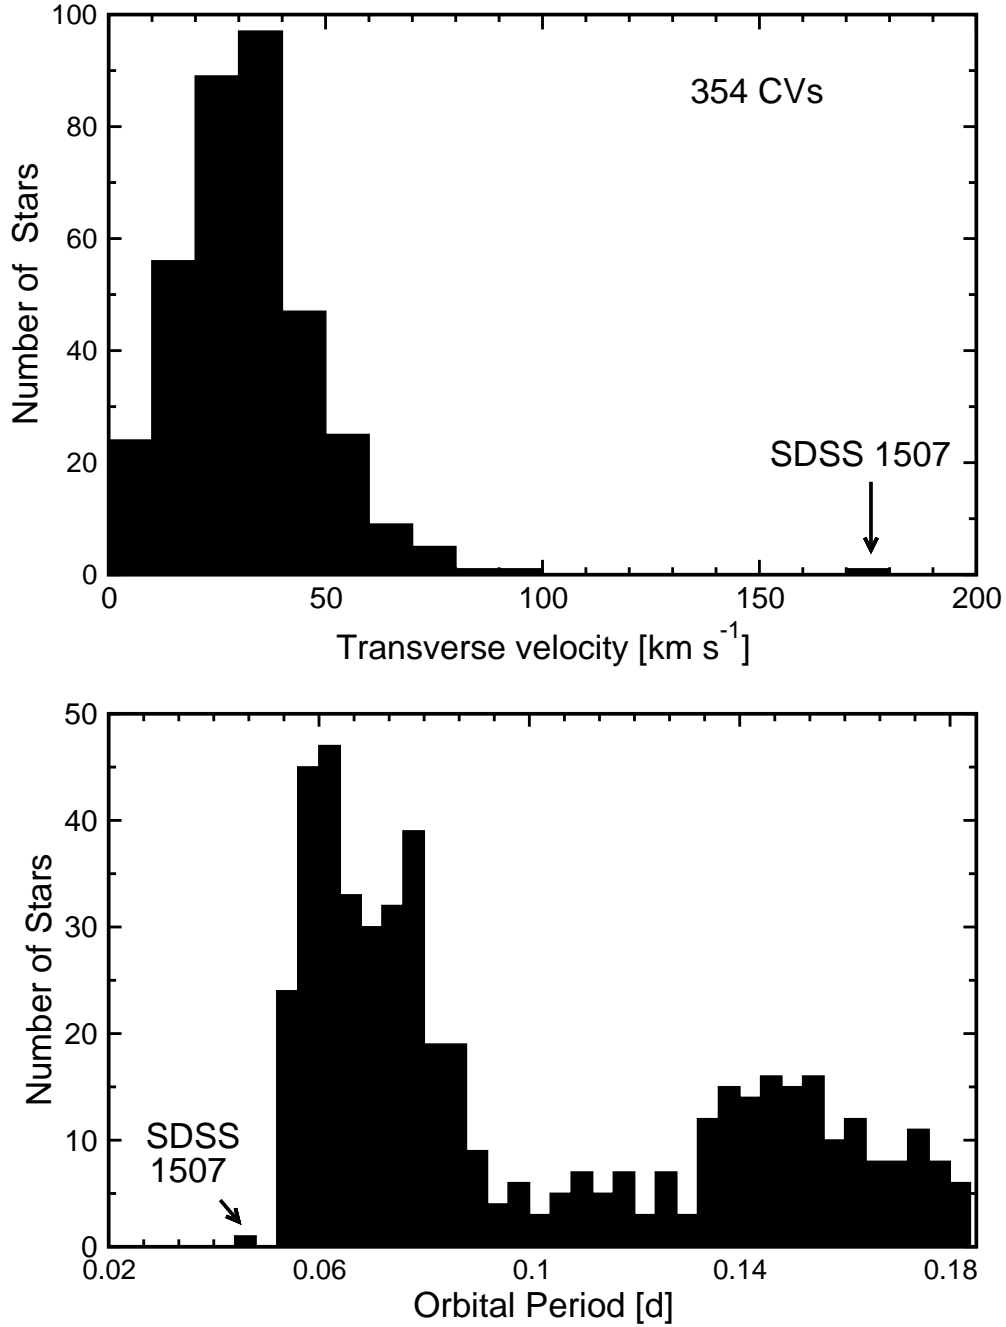 100
80
60
40
20
0
Number of Stars
354 CVs
SDSS 1507
0 50 100 150 200
Transverse velocity [km s⁻¹]
50
40
30
20
10
0
Number of Stars
SDSS
1507
0.02 0.06 0.1 0.14 0.18
Orbital Period [d]